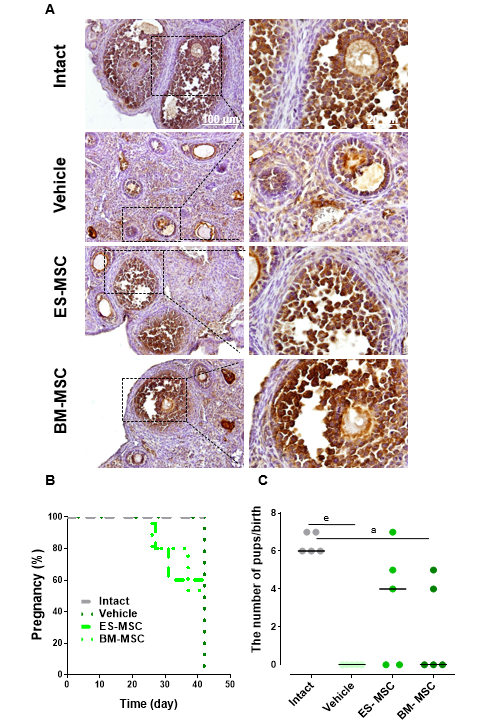 A
Intact
100 µm
20 µm
Vehicle
ES-MSC
BM-MSC
B
Pregnancy (%)
100
80
60
40
20
0
Intact
Vehicle
ES-MSC
BM-MSC
0 10 20 30 40 50
Time (day)
C
The number of pups/birth
8
6
4
2
0
e
a
Intact
Vehicle
ES- MSC
BM- MSC